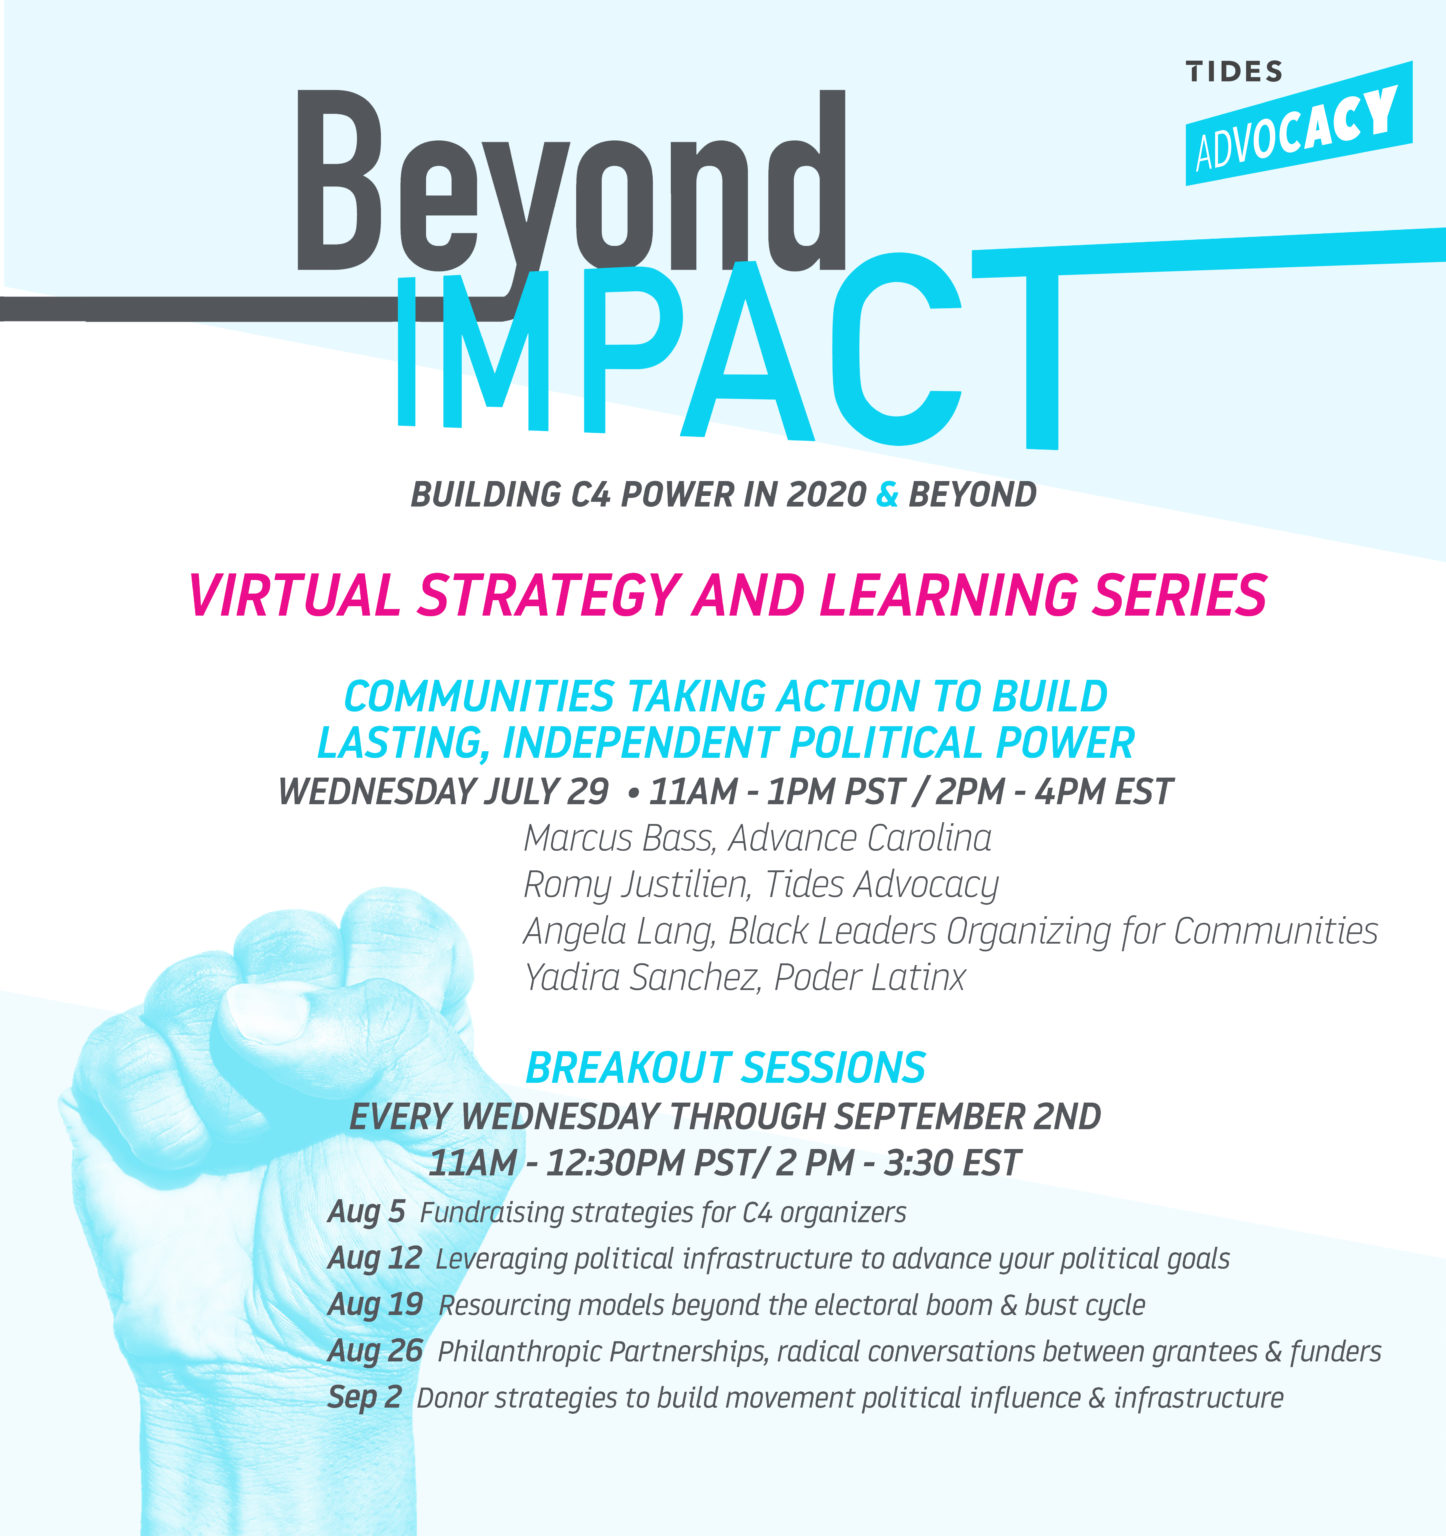 TIDES
ADVOCACY
Beyond
IMPACT
BUILDING C4 POWER IN 2020 & BEYOND
VIRTUAL STRATEGY AND LEARNING SERIES
COMMUNITIES TAKING ACTION TO BUILD
LASTING, INDEPENDENT POLITICAL POWER
WEDNESDAY JULY 29 • 11AM - 1PM PST / 2PM - 4PM EST
Marcus Bass, Advance Carolina
Romy Justilien, Tides Advocacy
Angela Lang, Black Leaders Organizing for Communities
Yadira Sanchez, Poder Latinx
BREAKOUT SESSIONS
EVERY WEDNESDAY THROUGH SEPTEMBER 2ND
11AM - 12:30PM PST/ 2 PM - 3:30 EST
Aug 5 Fundraising strategies for C4 organizers
Aug 12 Leveraging political infrastructure to advance your political goals
Aug 19 Resourcing models beyond the electoral boom & bust cycle
Aug 26 Philanthropic Partnerships, radical conversations between grantees & funders
Sep 2 Donor strategies to build movement political influence & infrastructure